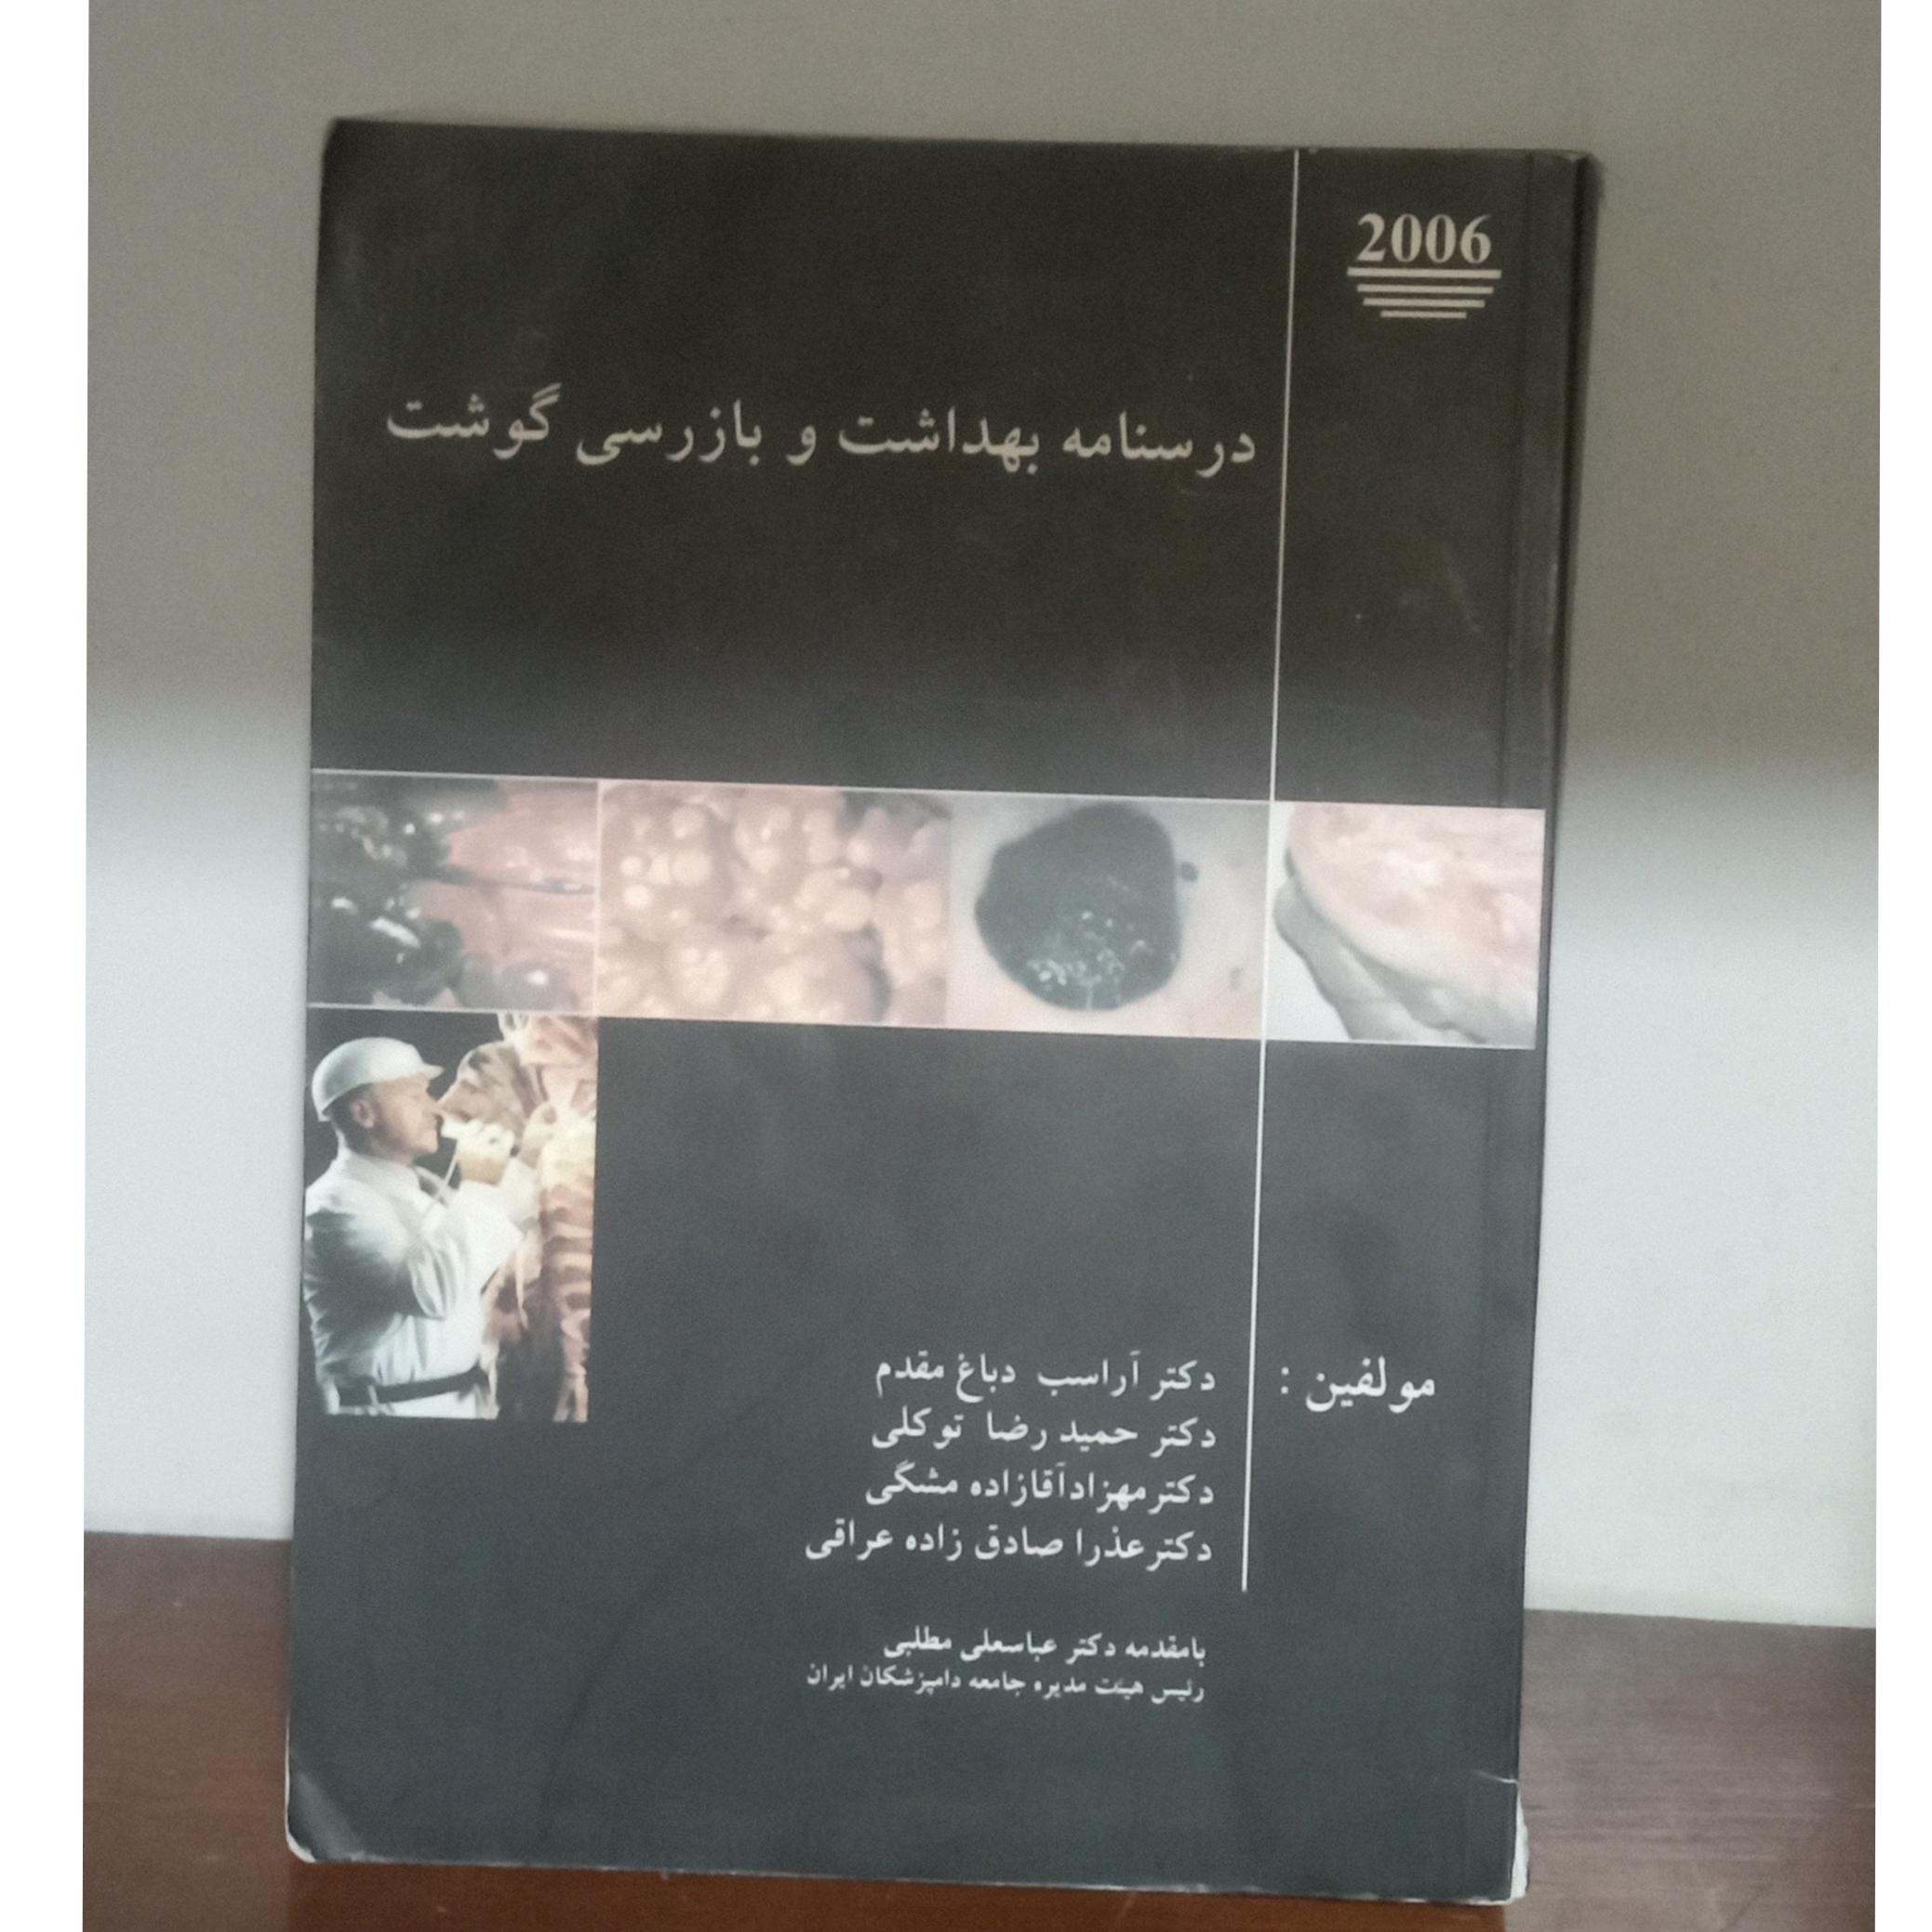 2006
درسنامه بهداشت و بازرسی گوشت
مولفین : دکتر آراسب دباغ مقدم
دکتر حمید رضا توکلی
دکتر مهزاد آقازاده مشگی
دکتر عذرا صادق زاده عراقی
بامقدمه دکتر عباسعلی مطلبی
رئیس هیئت مدیره جامعه دامپزشکان ایران